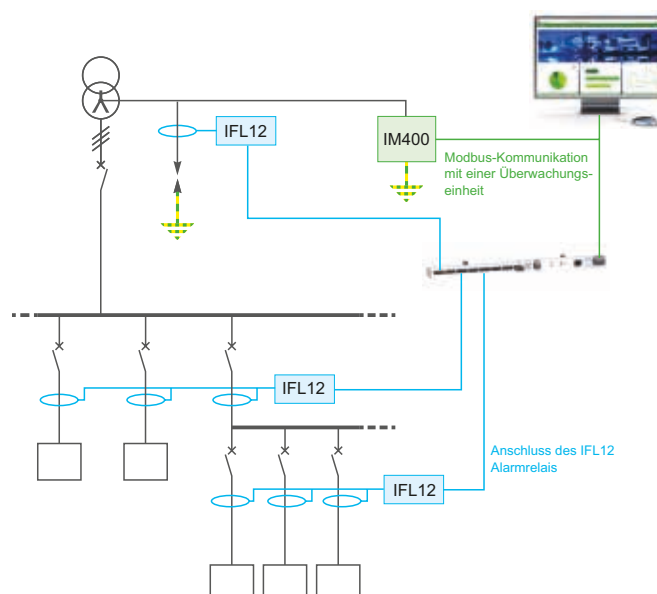 IFL12
IM400
Modbus-Kommunikation
mit einer Überwachungs-
einheit
IFL12
Anschluss des IFL12
Alarmrelais
IFL12